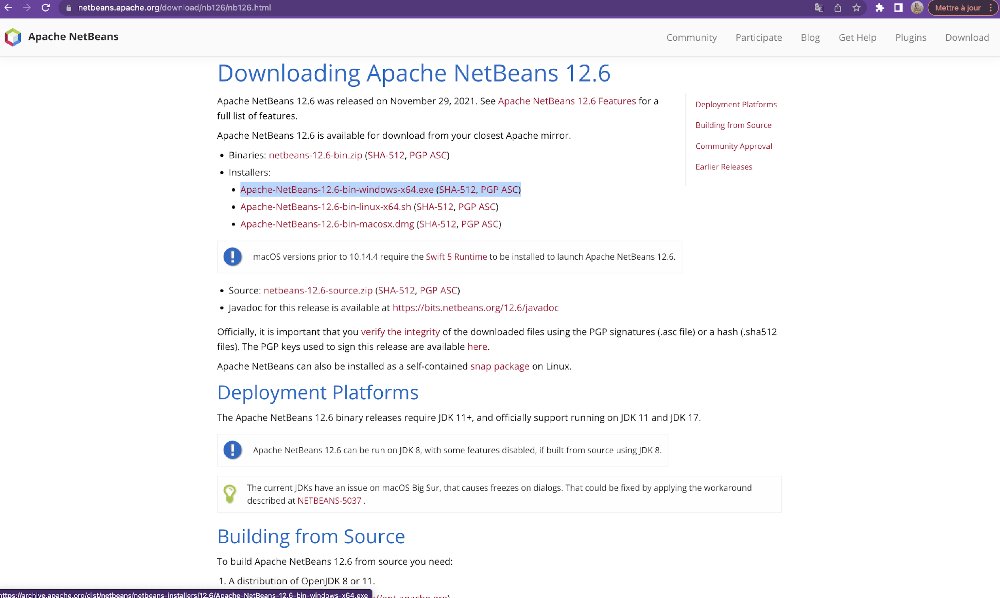 netbeans.apache.org/download/nb126/nb126.html
Mettre à jour
Apache NetBeans
Community
Participate
Blog
Get Help
Plugins
Download
Downloading Apache NetBeans 12.6
Apache NetBeans 12.6 was released on November 29, 2021. See Apache NetBeans 12.6 Features for a
full list of features.
Apache NetBeans 12.6 is available for download from your closest Apache mirror.
• Binaries: netbeans-12.6-bin.zip (SHA-512, PGP ASC)
• Installers:
• Apache-NetBeans-12.6-bin-windows-x64.exe (SHA-512, PGP ASC)
• Apache-NetBeans-12.6-bin-linux-x64.sh (SHA-512, PGP ASC)
• Apache-NetBeans-12.6-bin-macosx.dmg (SHA-512, PGP ASC)
Deployment Platforms
Building from Source
Community Approval
Earlier Releases
macOS versions prior to 10.14.4 require the Swift 5 Runtime to be installed to launch Apache NetBeans 12.6.
• Source: netbeans-12.6-source.zip (SHA-512, PGP ASC)
• Javadoc for this release is available at https://bits.netbeans.org/12.6/javadoc
Officially, it is important that you verify the integrity of the downloaded files using the PGP signatures (.asc file) or a hash (.sha512
files). The PGP keys used to sign this release are available here.
Apache NetBeans can also be installed as a self-contained snap package on Linux.
Deployment Platforms
The Apache NetBeans 12.6 binary releases require JDK 11+, and officially support running on JDK 11 and JDK 17.
Apache NetBeans 12.6 can be run on JDK 8, with some features disabled, if built from source using JDK 8.
The current JDKs have an issue on macOS Big Sur, that causes freezes on dialogs. That could be fixed by applying the workaround
described at NETBEANS-5037 .
Building from Source
To build Apache NetBeans 12.6 from source you need:
1. A distribution of OpenJDK 8 or 11.
https://archive.apache.org/dist/netbeans/netbeans-installers/12.6/Apache-NetBeans-12.6-bin-windows-x64.exe
://ant.apache.org)